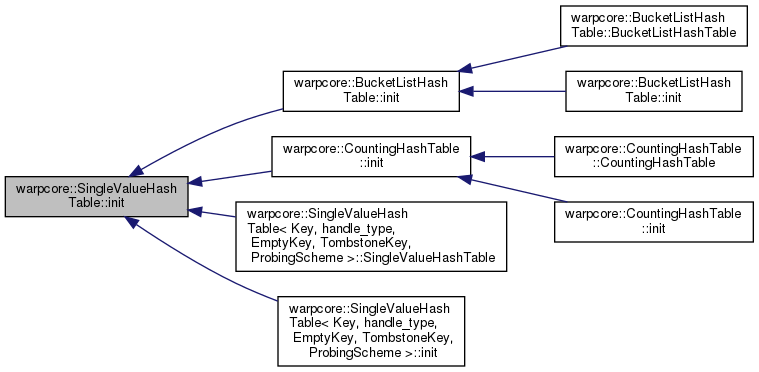 warpcore::SingleValueHash
Table::init
warpcore::BucketListHash
Table::init
warpcore::BucketListHash
Table::BucketListHashTable
warpcore::BucketListHash
Table::init
warpcore::CountingHashTable
::init
warpcore::CountingHashTable
::CountingHashTable
warpcore::CountingHashTable
::init
warpcore::SingleValueHash
Table< Key, handle_type,
EmptyKey, TombstoneKey,
ProbingScheme >::SingleValueHashTable
warpcore::SingleValueHash
Table< Key, handle_type,
EmptyKey, TombstoneKey,
ProbingScheme >::init